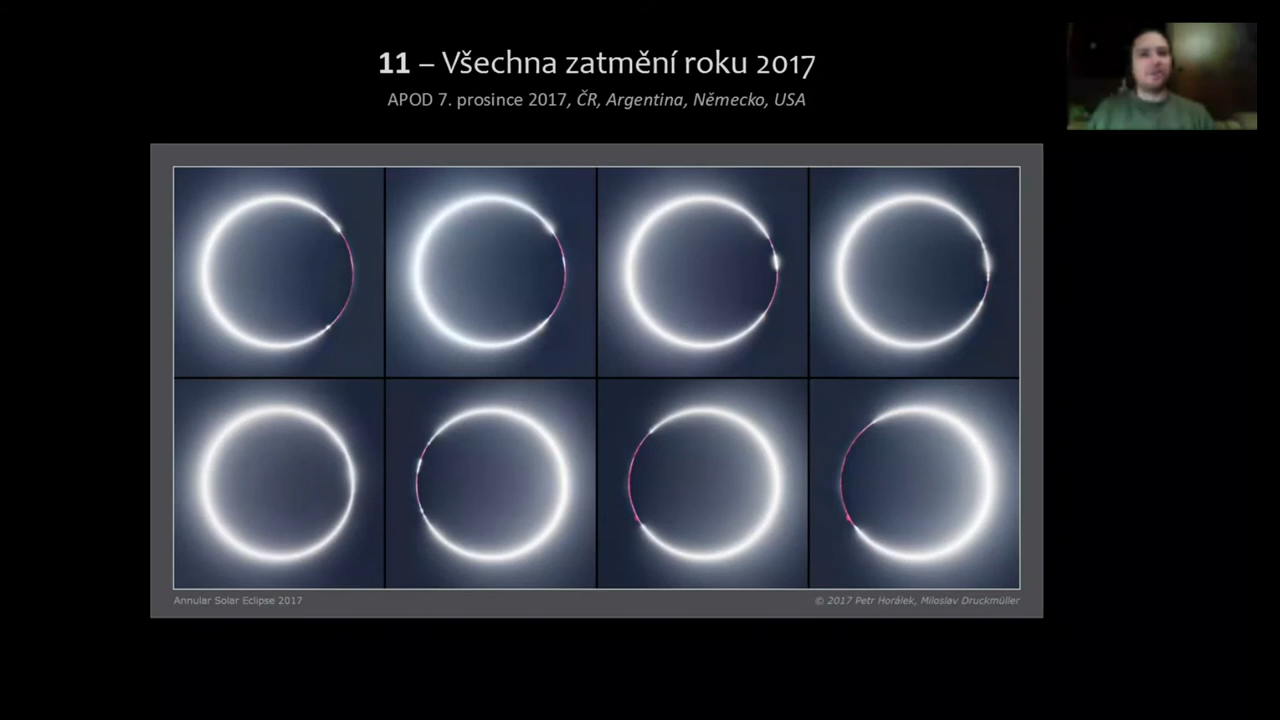 11 – Všechna zatmění roku 2017
APOD 7. prosince 2017, ČR, Argentina, Německo, USA
Annular Solar Eclipse 2017
© 2017 Petr Horálek, Miloslav Druckmüller